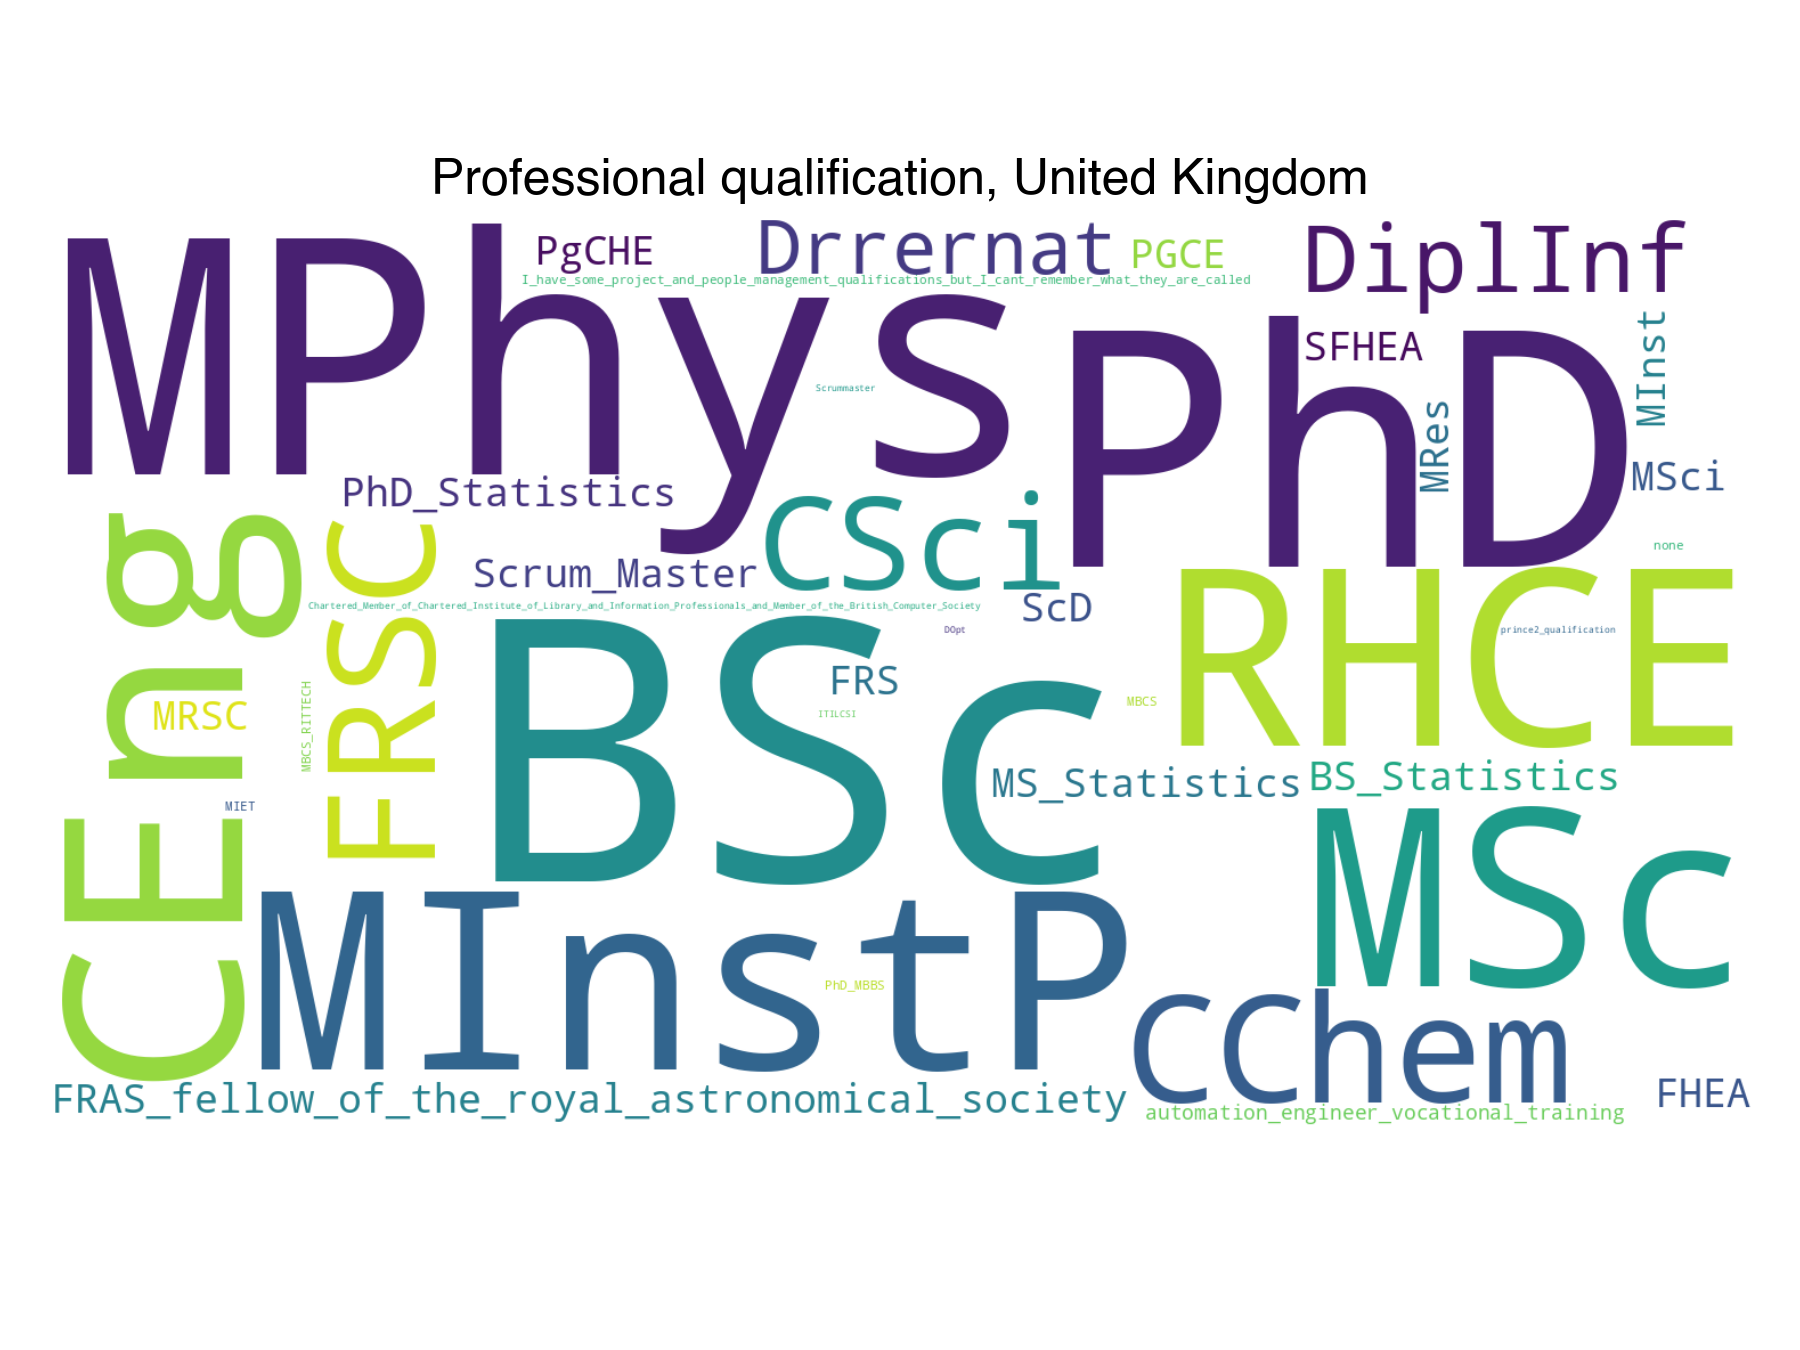 Professional qualification, United Kingdom
MPhys
PgCHE
Drrernat
PGCE
DiplInf
I_have_some_project_and_people_management_qualifications_but_I_cant_remember_what_they_are_called
PhD
SFHEA
MInst
Scrummaster
MRes
MSci
PhD_Statistics
CSci
none
CEng
FRSC
Scrum_Master
Chartered_Member_of_Chartered_Institute_of_Library_and_Information_Professionals_and_Member_of_the_British_Computer_Society
ScD
RHCE
DOpt
prince2_qualification
BSc
FRS
MBCS
ITILCSI
MRSC
MBCS_RITTECH
MS_Statistics
BS_Statistics
MIET
MSc
MInstP
PhD_MBBS
CChem
FRAS_fellow_of_the_royal_astronomical_society
FHEA
automation_engineer_vocational_training